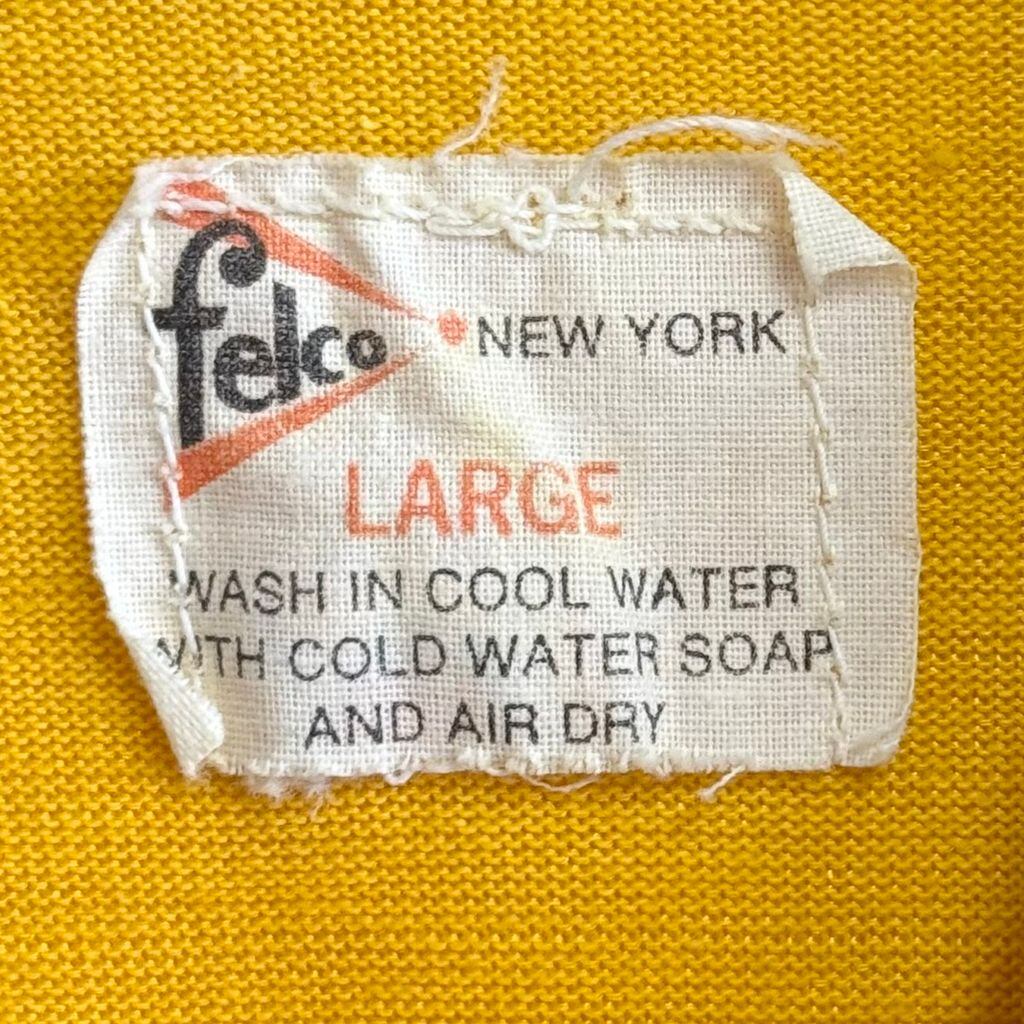 felco NEW YORK
LARGE
WASH IN COOL WATER
WITH COLD WATER SOAP
AND AIR DRY